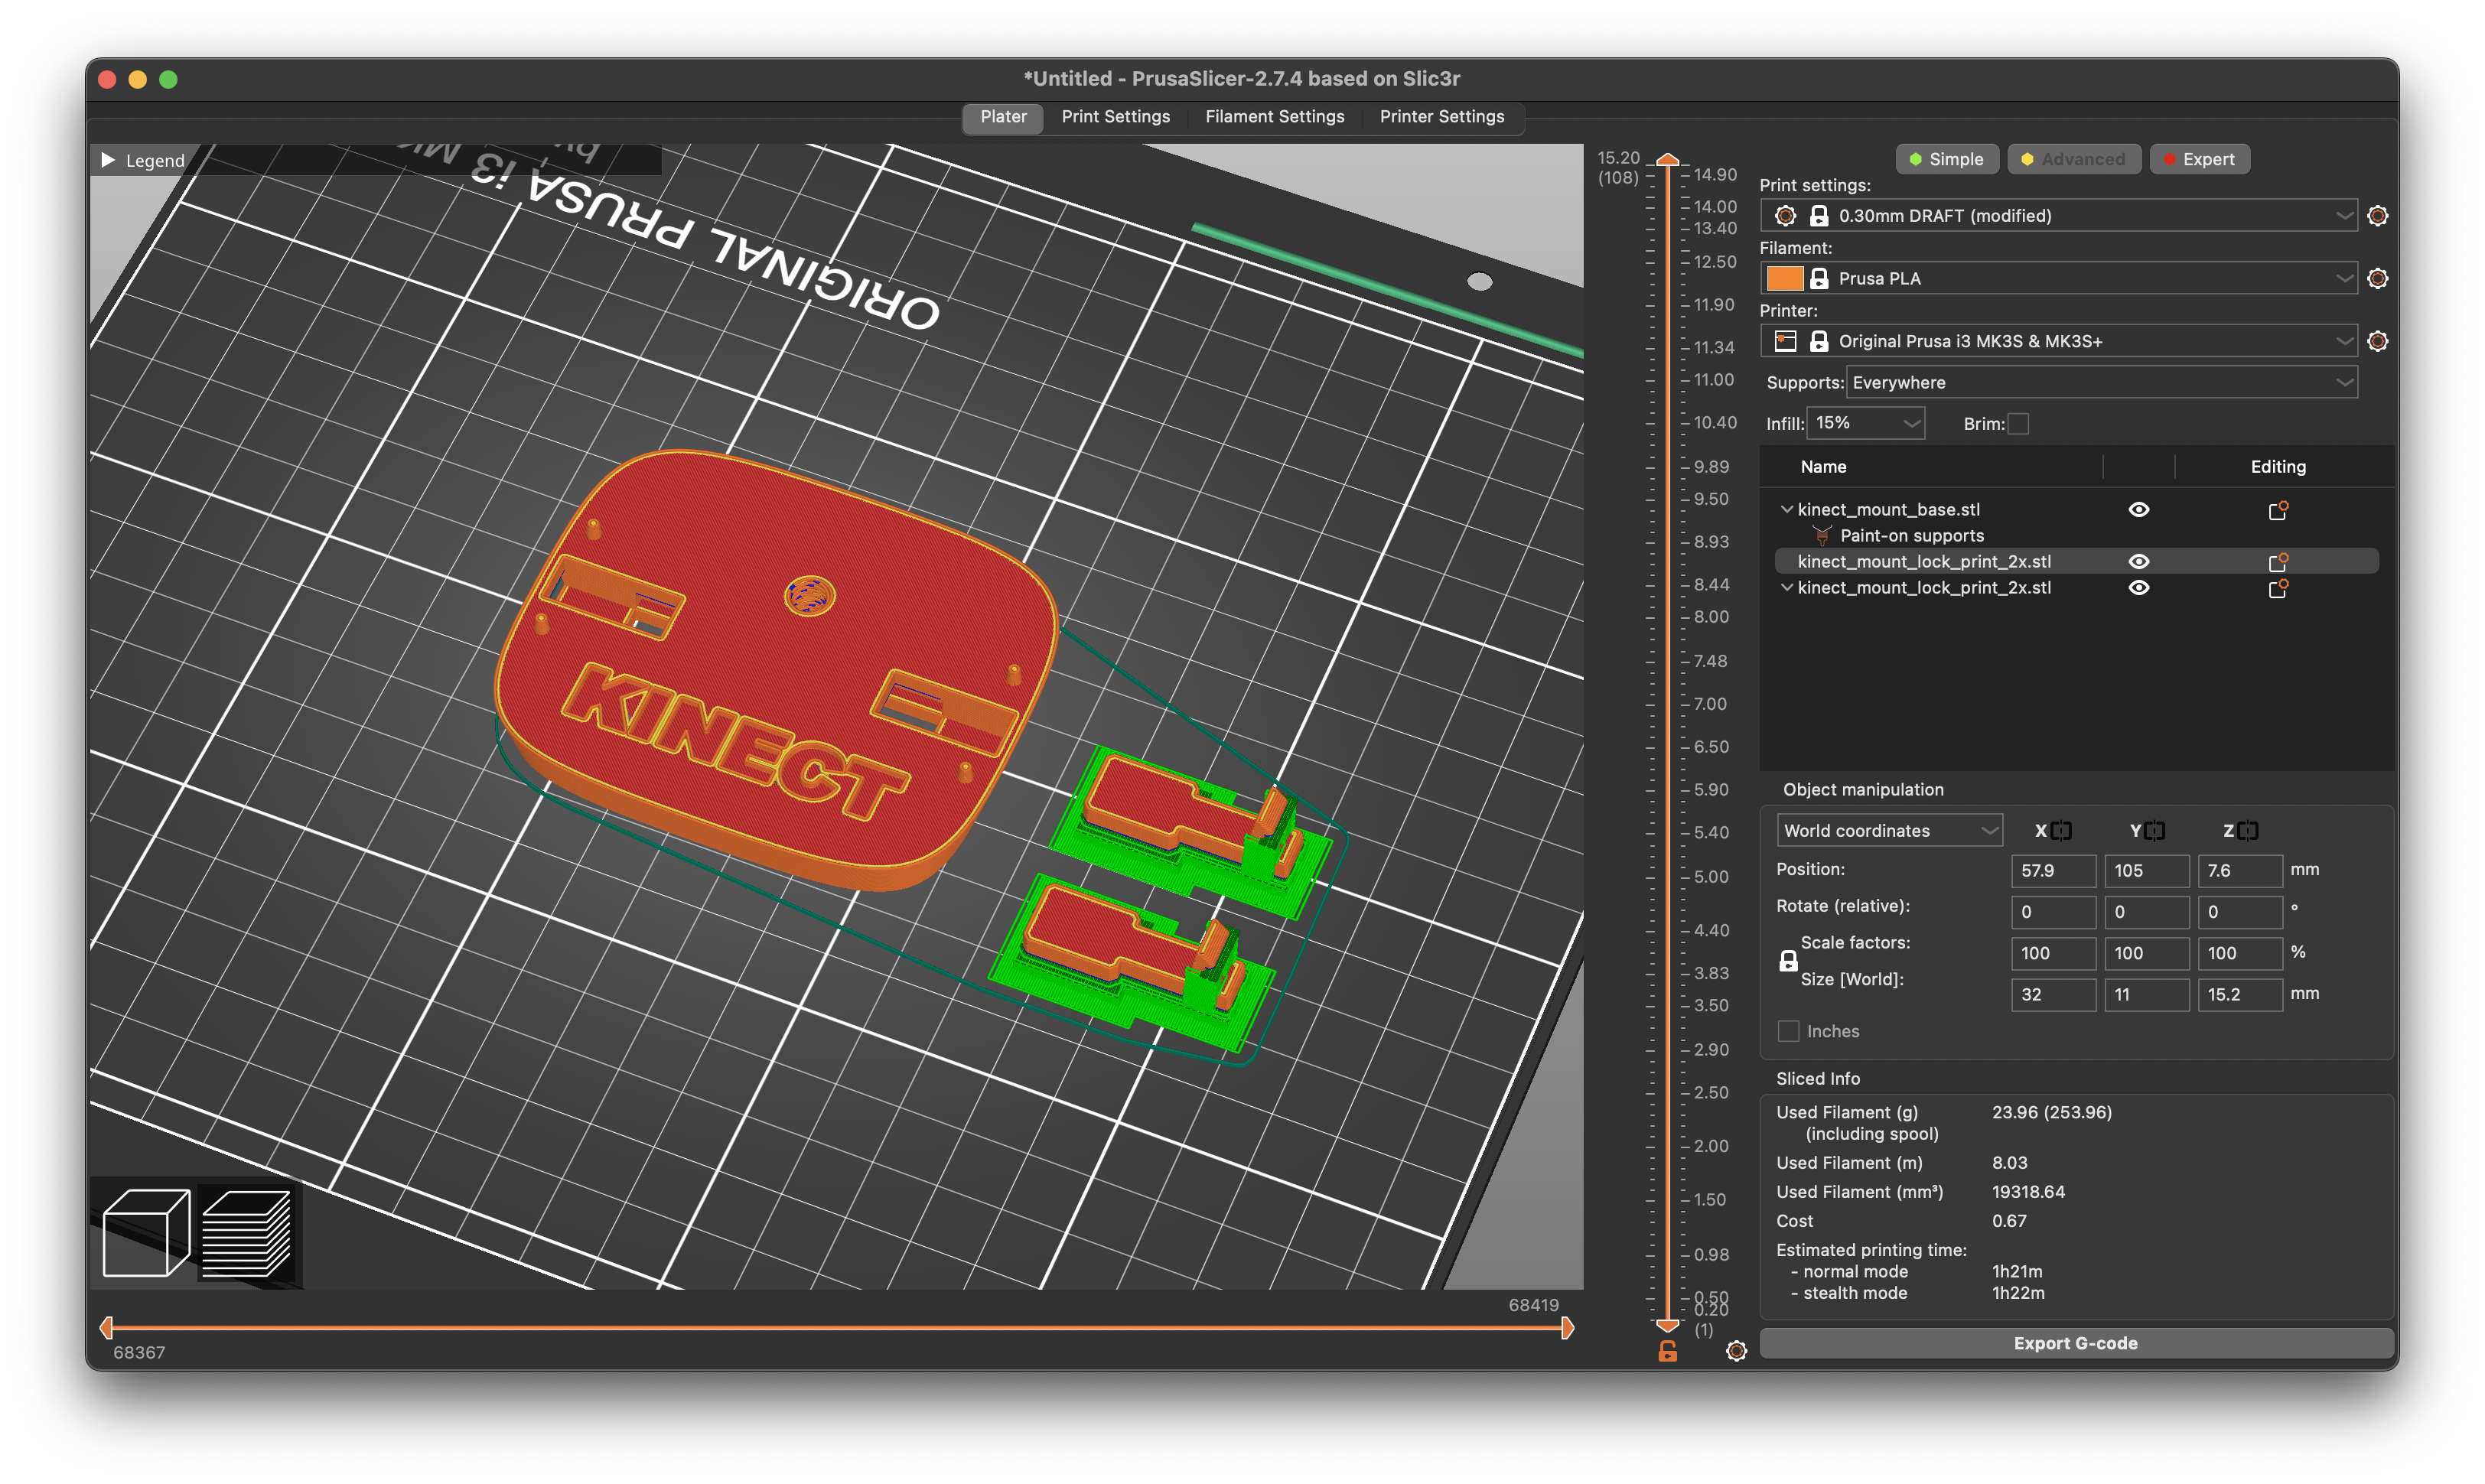 *Untitled - PrusaSlicer-2.7.4 based on Slic3r
Plater Print Settings Filament Settings Printer Settings
Legend
ORIGINAL PRUSA i3
by
KINECT
15.20
(108)
14.90
14.00
13.40
12.50
11.90
11.34
11.00
10.40
9.89
9.50
8.93
8.44
8.00
7.48
7.00
6.50
5.90
5.40
5.00
4.40
3.83
3.50
2.90
2.50
2.00
1.50
0.98
0.50
0.20
(1)
68419
68367
Simple Advanced Expert
Print settings:
0.30mm DRAFT (modified)
Filament:
Prusa PLA
Printer:
Original Prusa i3 MK3S & MK3S+
Supports: Everywhere
Infill: 15% Brim:
Name Editing
kinect_mount_base.stl
Paint-on supports
kinect_mount_lock_print_2x.stl
kinect_mount_lock_print_2x.stl
Object manipulation
World coordinates X Y Z
Position: 57.9 105 7.6 mm
Rotate (relative): 0 0 0 °
Scale factors: 100 100 100 %
Size [World]: 32 11 15.2 mm
Inches
Sliced Info
Used Filament (g) 23.96 (253.96)
(including spool)
Used Filament (m) 8.03
Used Filament (mm³) 19318.64
Cost 0.67
Estimated printing time:
- normal mode 1h21m
- stealth mode 1h22m
Export G-code